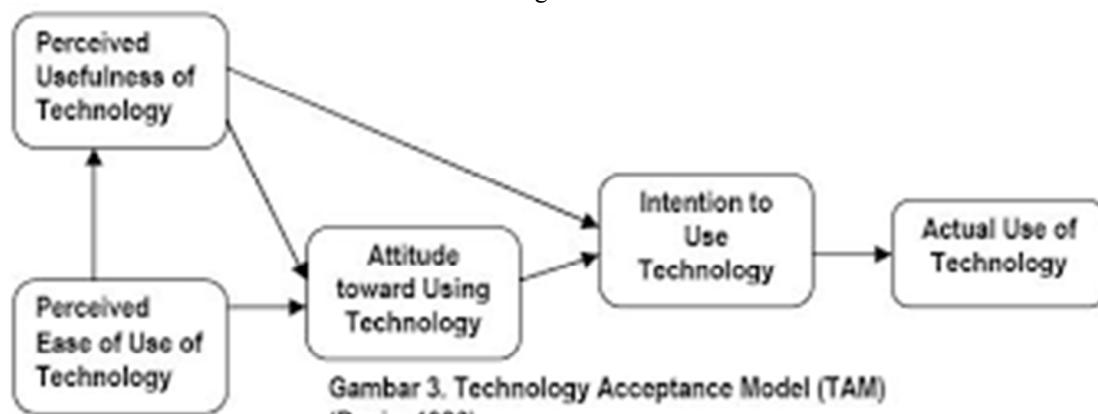 Perceived
Usefulness of
Technology
Perceived
Ease of Use of
Technology
Attitude
toward Using
Technology
Intention to
Use
Technology
Actual Use of
Technology
Gambar 3. Technology Acceptance Model (TAM)